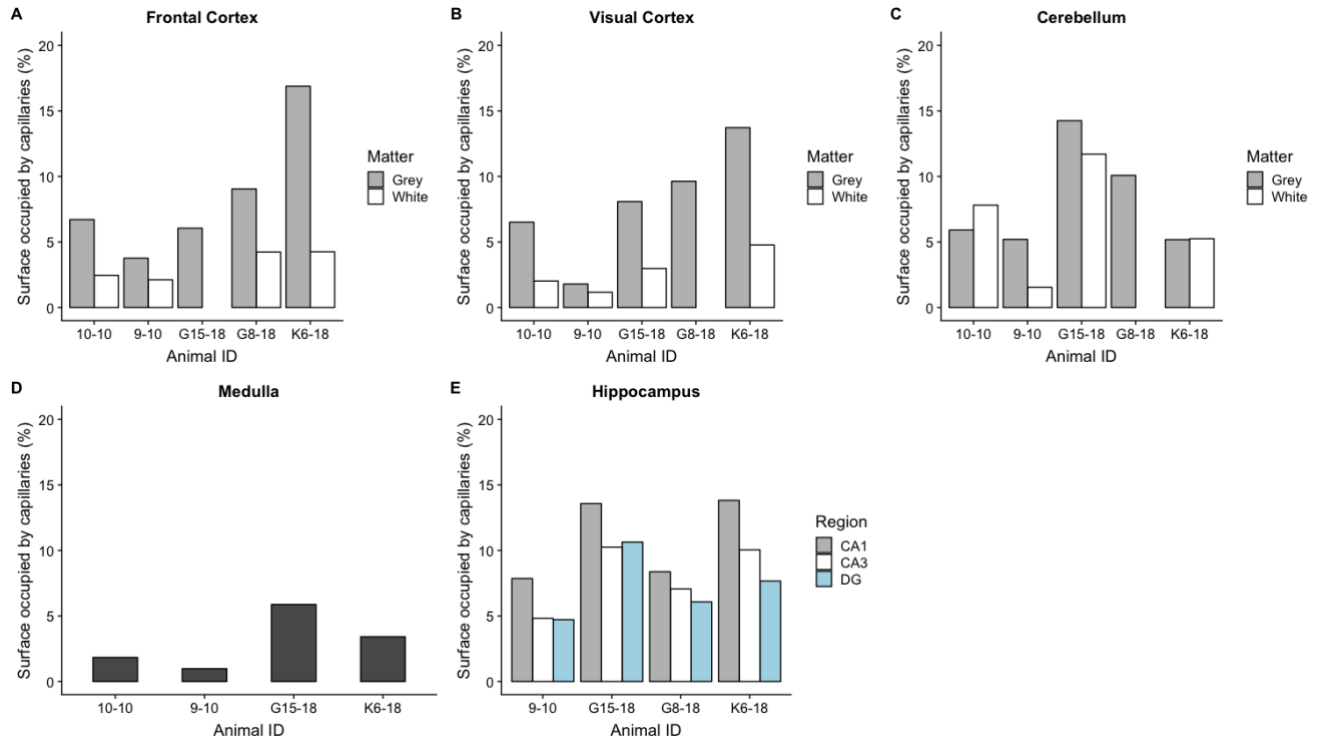 A
Frontal Cortex
Surface occupied by capillaries (%)
20
15
10
5
0
10-10 9-10 G15-18 G8-18 K6-18
Animal ID
Matter
Grey
White
B
Visual Cortex
Surface occupied by capillaries (%)
20
15
10
5
0
10-10 9-10 G15-18 G8-18 K6-18
Animal ID
Matter
Grey
White
C
Cerebellum
Surface occupied by capillaries (%)
20
15
10
5
0
10-10 9-10 G15-18 G8-18 K6-18
Animal ID
Matter
Grey
White
D
Medulla
Surface occupied by capillaries (%)
20
15
10
5
0
10-10 9-10 G15-18 K6-18
Animal ID
E
Hippocampus
Surface occupied by capillaries (%)
20
15
10
5
0
9-10 G15-18 G8-18 K6-18
Animal ID
Region
CA1
CA3
DG